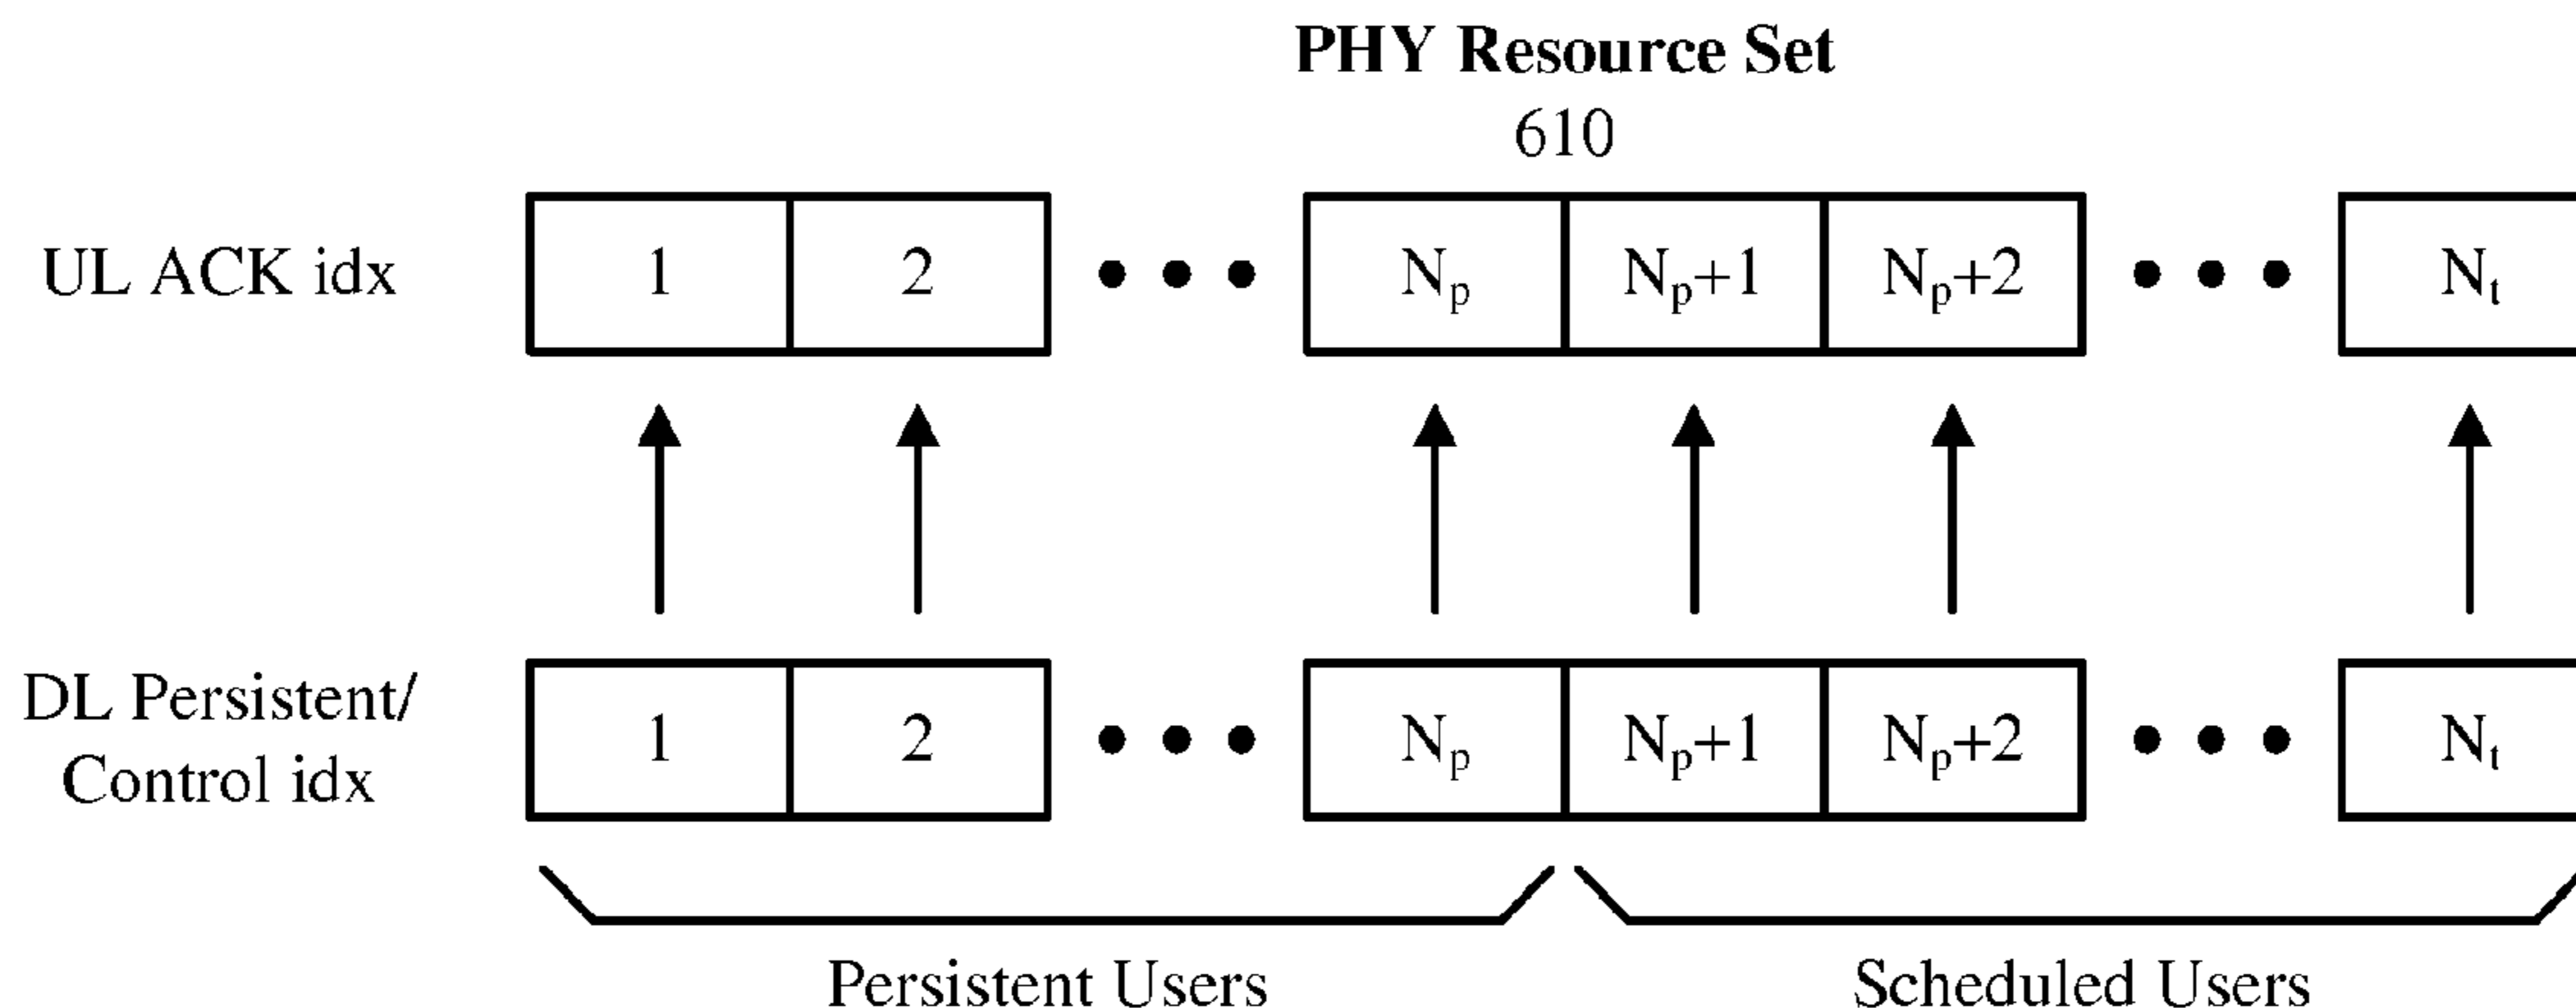 PHY Resource Set
610
UL ACK idx 1 2 ••• Nₚ Nₚ+1 Nₚ+2 ••• Nₜ
DL Persistent/
Control idx
1 2 ••• Nₚ Nₚ+1 Nₚ+2 ••• Nₜ
Persistent Users Scheduled Users